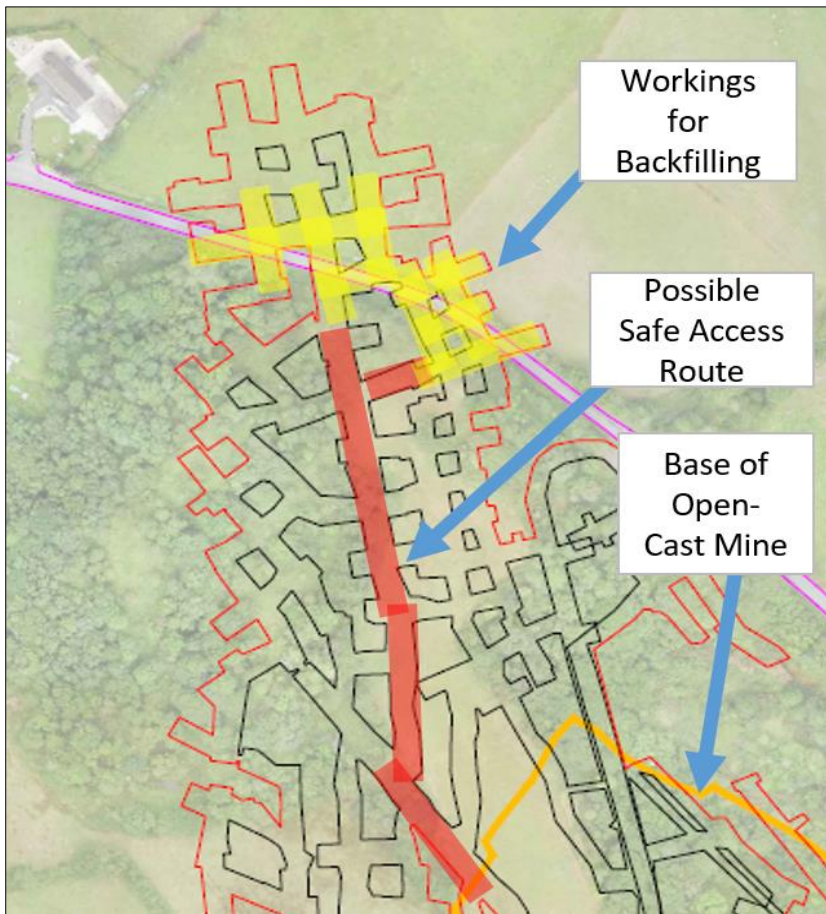 Workings
for
Backfilling
Possible
Safe Access
Route
Base of
Open-
Cast Mine